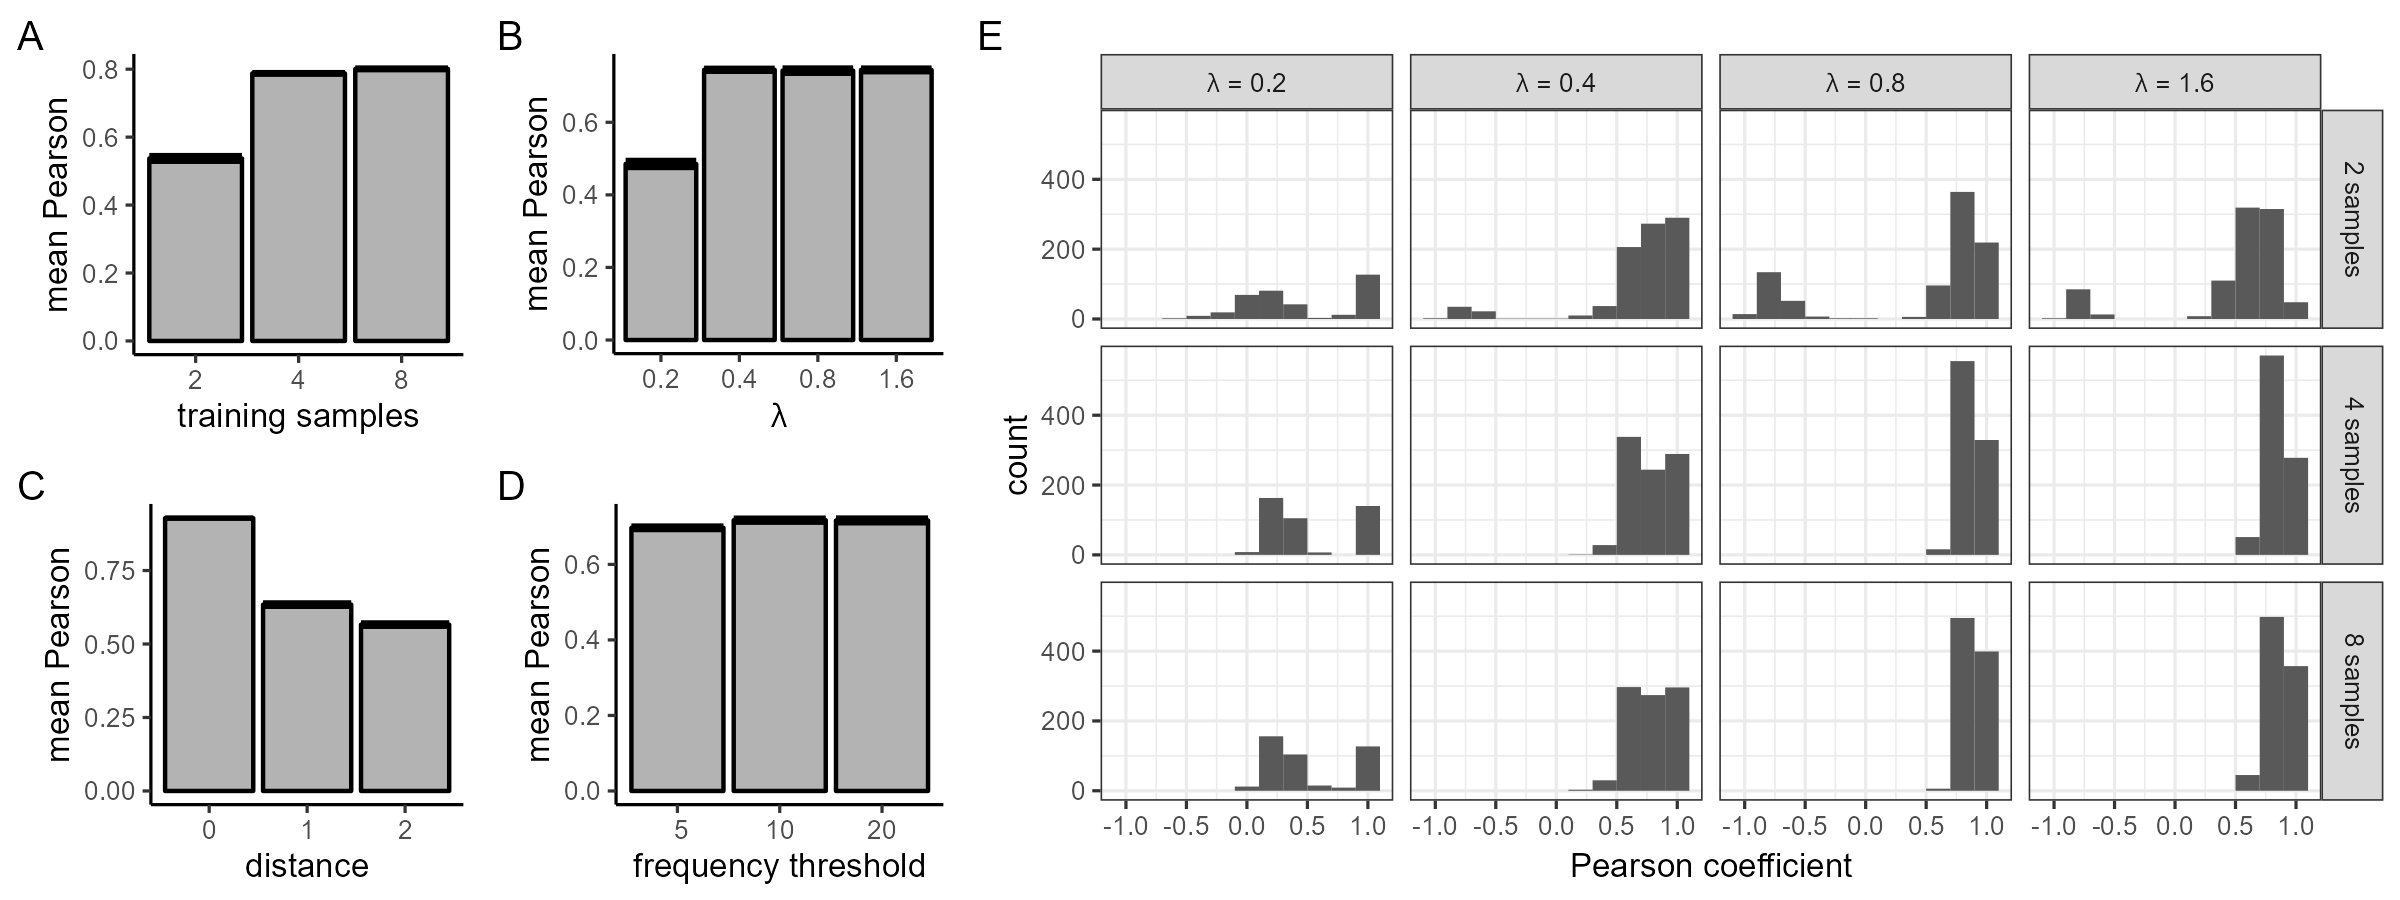 A
mean Pearson
0.8
0.6
0.4
0.2
0.0
2 4 8
training samples
B
mean Pearson
0.6
0.4
0.2
0.0
0.2 0.4 0.8 1.6
λ
C
mean Pearson
0.75
0.50
0.25
0.00
0 1 2
distance
D
mean Pearson
0.6
0.4
0.2
0.0
5 10 20
frequency threshold
E
λ = 0.2 λ = 0.4 λ = 0.8 λ = 1.6
count
400
200
0
2 samples
400
200
0
4 samples
400
200
0
8 samples
-1.0 -0.5 0.0 0.5 1.0 -1.0 -0.5 0.0 0.5 1.0 -1.0 -0.5 0.0 0.5 1.0 -1.0 -0.5 0.0 0.5 1.0
Pearson coefficient